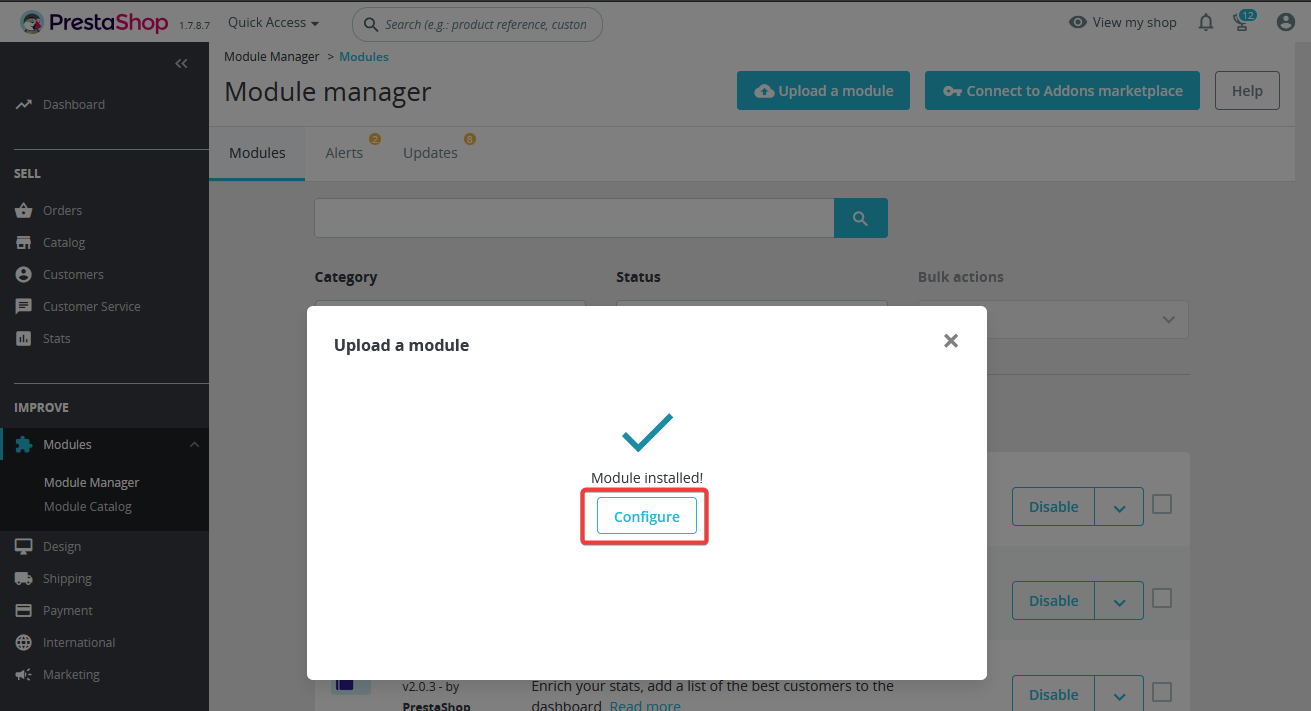 PrestaShop 1.7.8.7 Quick Access Search (e.g.: product reference, custon View my shop 12
Module Manager > Modules
Module manager
Upload a module Connect to Addons marketplace Help
Modules Alerts 2 Updates 8
Dashboard
SELL
Orders
Catalog
Customers
Customer Service
Stats
IMPROVE
Modules
Module Manager
Module Catalog
Design
Shipping
Payment
International
Marketing
Category Status Bulk actions
Upload a module
Module installed!
Configure
Disable
Disable
Disable
v2.0.3 - by
PrestaShop
Enrich your stats, add a list of the best customers to the
dashboard. Read more